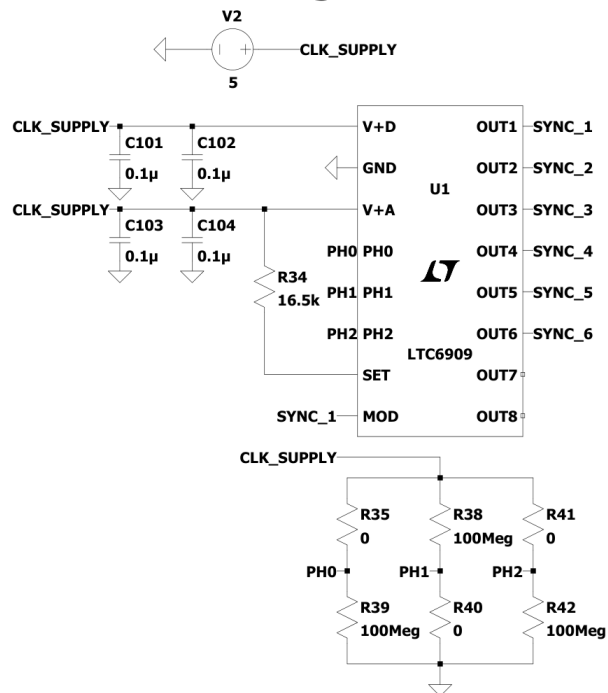 V2
CLK_SUPPLY
5
CLK_SUPPLY
C101
0.1µ
C102
0.1µ
CLK_SUPPLY
C103
0.1µ
C104
0.1µ
R34
16.5k
V+D
GND
V+A
PH0 PH0
PH1 PH1
PH2 PH2
SET
SYNC_1 MOD
U1
LTC6909
OUT1 SYNC_1
OUT2 SYNC_2
OUT3 SYNC_3
OUT4 SYNC_4
OUT5 SYNC_5
OUT6 SYNC_6
OUT7
OUT8
CLK_SUPPLY
R35
0
R38
100Meg
R41
0
PH0
PH1
PH2
R39
100Meg
R40
0
R42
100Meg